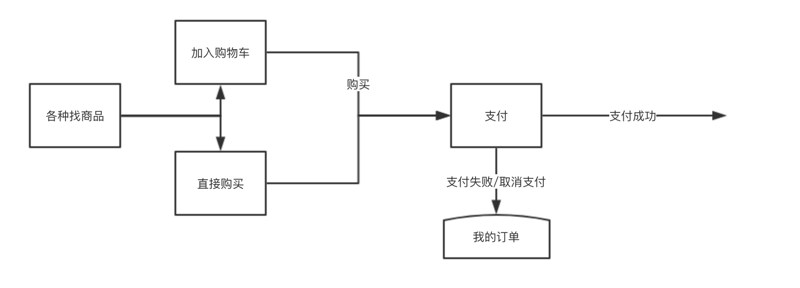 加入购物车
购买
各种找商品
支付
支付成功
直接购买
支付失败/取消支付
我的订单